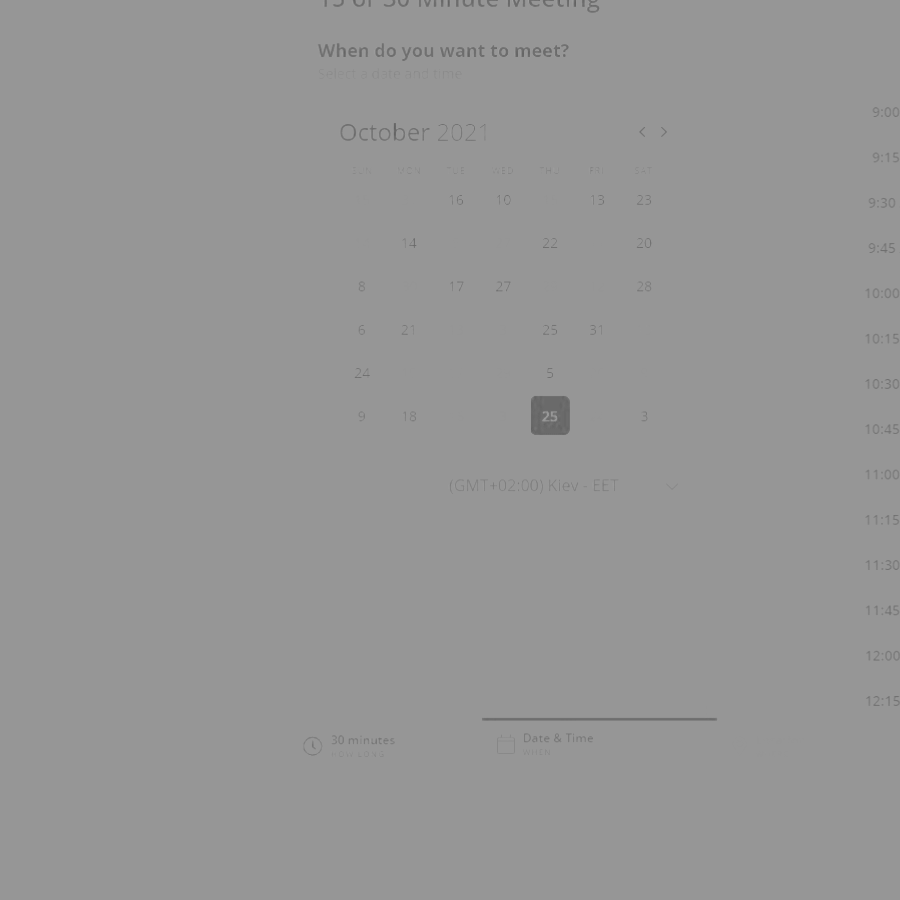 15 or 30 Minute Meeting
When do you want to meet?
Select a date and time
October 2021
SUN MON TUE WED THU FRI SAT
16 10 13 23
14 22 20
8 17 27 28
6 21 25 31
24 5
9 18 25 3
(GMT+02:00) Kiev - EET
9:00
9:15
9:30
9:45
10:00
10:15
10:30
10:45
11:00
11:15
11:30
11:45
12:00
12:15
30 minutes
HOW LONG
Date & Time
WHEN